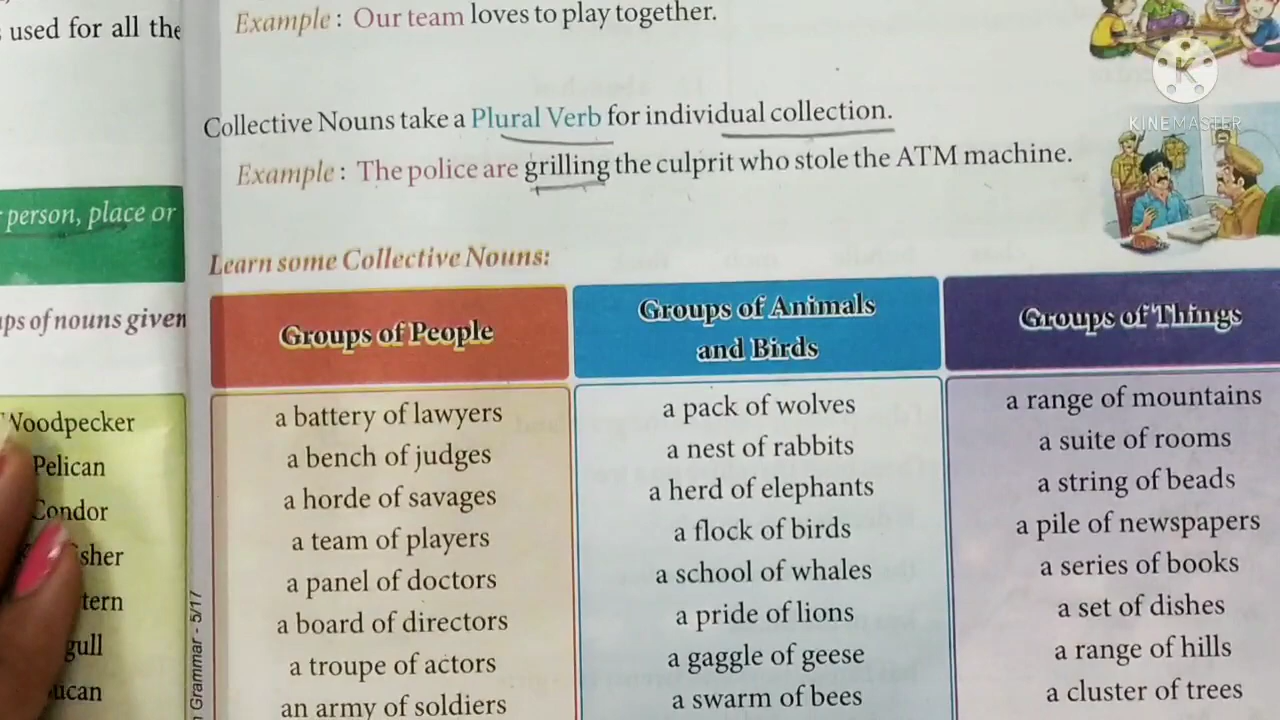 used for all the
person, place or
of nouns given
Woodpecker
Pelican
Condor
Example : Our team loves to play together.
Collective Nouns take a Plural Verb for individual collection.
Example : The police are grilling the culprit who stole the ATM machine.
Learn some Collective Nouns:
Groups of People
a battery of lawyers
a bench of judges
a horde of savages
a team of players
a panel of doctors
a board of directors
a troupe of actors
an army of soldiers
Groups of Animals
and Birds
a pack of wolves
a nest of rabbits
a herd of elephants
a flock of birds
a school of whales
a pride of lions
a gaggle of geese
a swarm of bees
Groups of Things
a range of mountains
a suite of rooms
a string of beads
a pile of newspapers
a series of books
a set of dishes
a range of hills
a cluster of trees
Grammar - 5/17
K
KINEMASTER